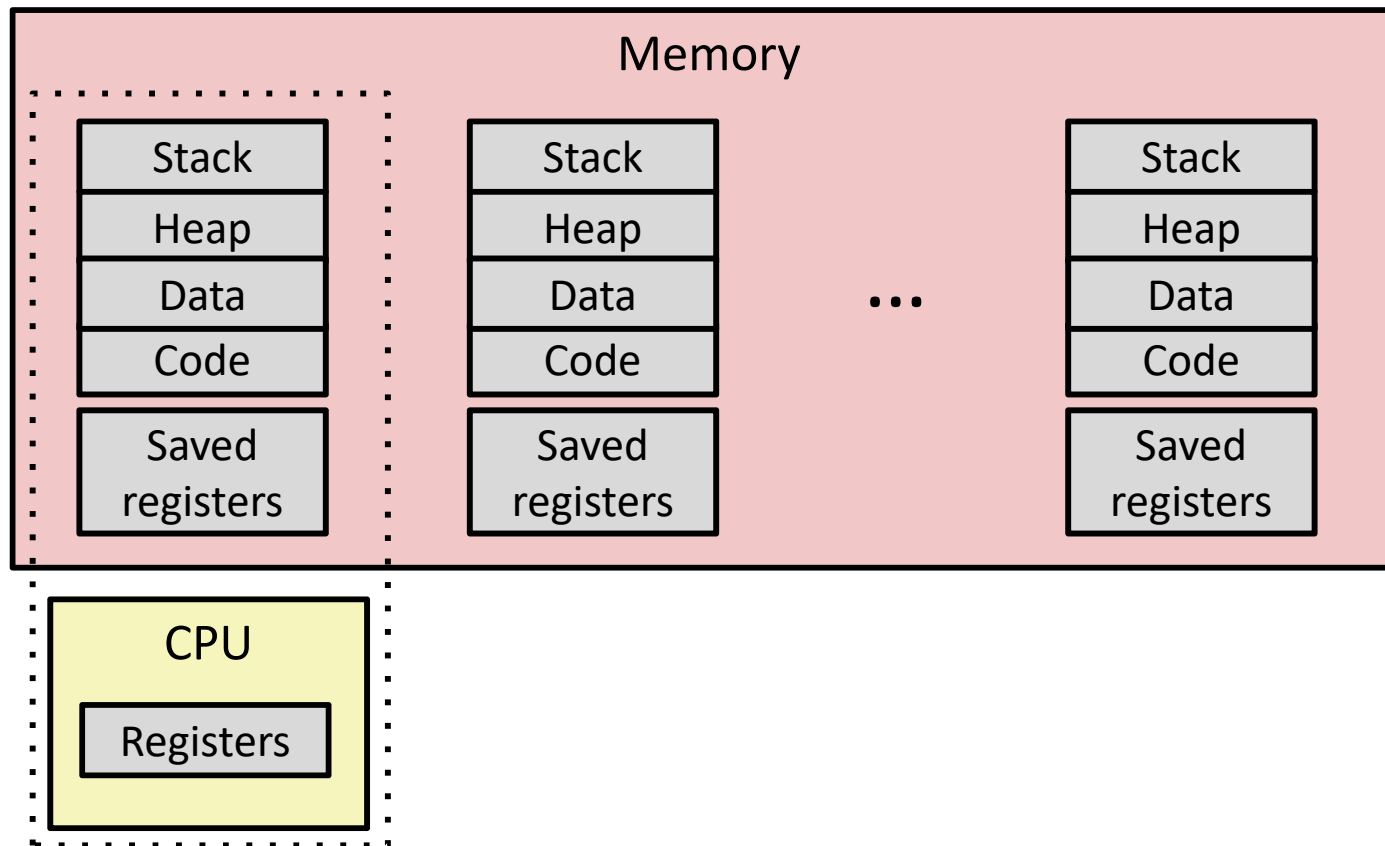 Memory
Stack
Heap
Data
Code
Saved
registers
Stack
Heap
Data
Code
Saved
registers
...
Stack
Heap
Data
Code
Saved
registers
CPU
Registers